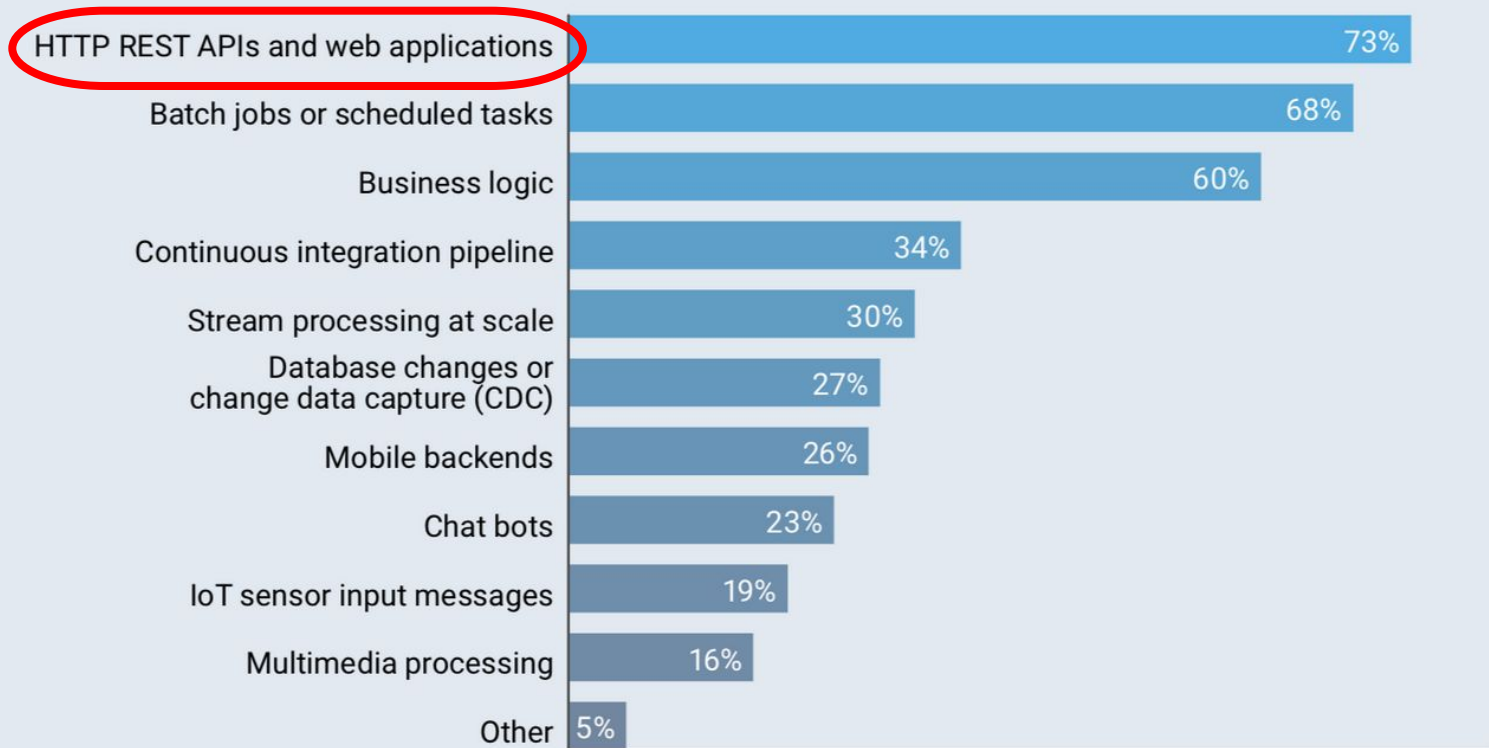 HTTP REST APIs and web applications 73%
Batch jobs or scheduled tasks 68%
Business logic 60%
Continuous integration pipeline 34%
Stream processing at scale 30%
Database changes or
change data capture (CDC) 27%
Mobile backends 26%
Chat bots 23%
IoT sensor input messages 19%
Multimedia processing 16%
Other 5%